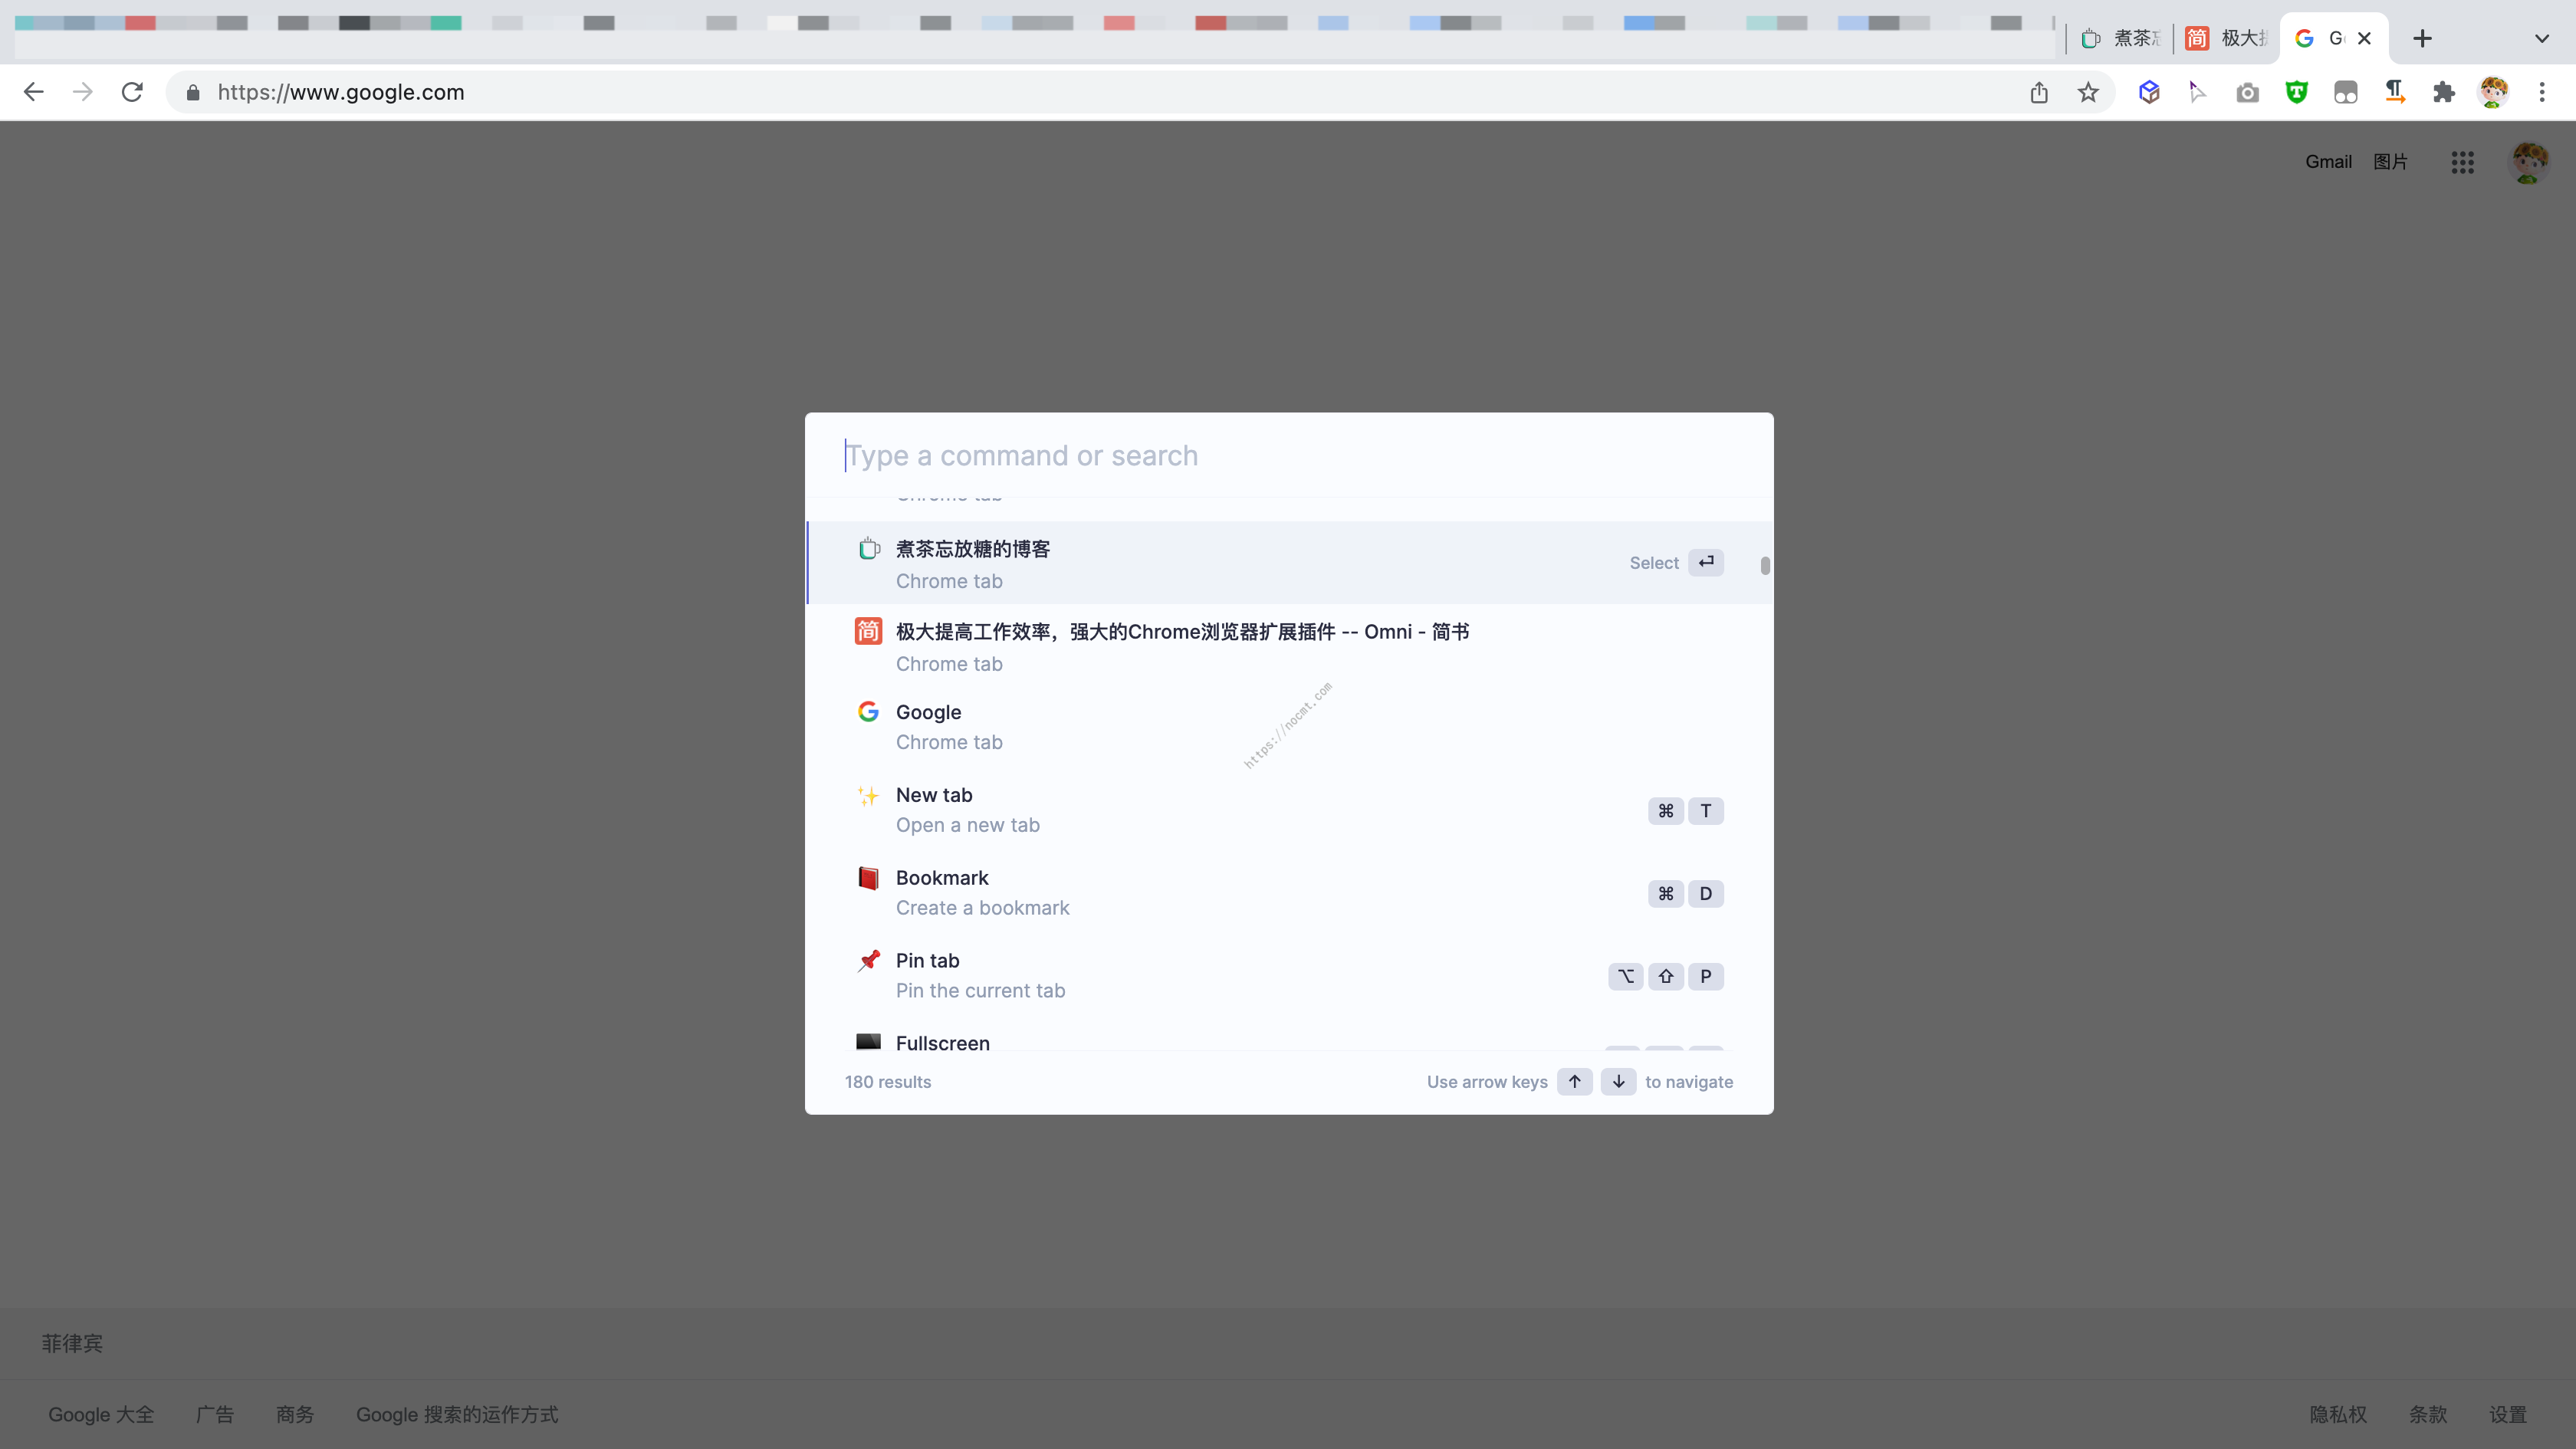 煮茶忘
极大提
G
https://www.google.com
Gmail 图片
Type a command or search
Chrome tab
煮茶忘放糖的博客
Chrome tab
Select
简 极大提高工作效率，强大的Chrome浏览器扩展插件 -- Omni - 简书
Chrome tab
Google
Chrome tab
https://nocmt.com
New tab
Open a new tab
⌘ T
Bookmark
Create a bookmark
⌘ D
Pin tab
Pin the current tab
⌥ ⇧ P
Fullscreen
180 results
Use arrow keys ↑ ↓ to navigate
菲律宾
Google 大全 广告 商务 Google 搜索的运作方式 隐私权 条款 设置